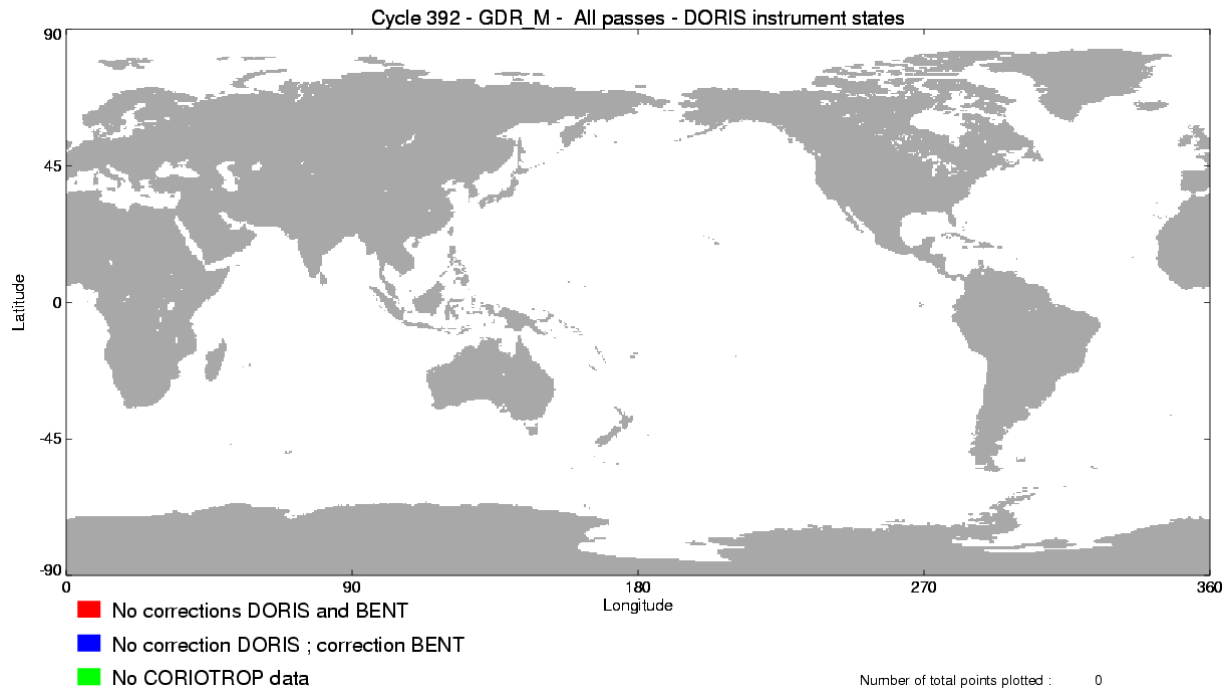 Cycle 392 - GDR_M - All passes - DORIS instrument states
90
45
0
-45
-90
Latitude
0 90 180 270 360
Longitude
No corrections DORIS and BENT
No correction DORIS ; correction BENT
No CORIOTROP data
Number of total points plotted : 0